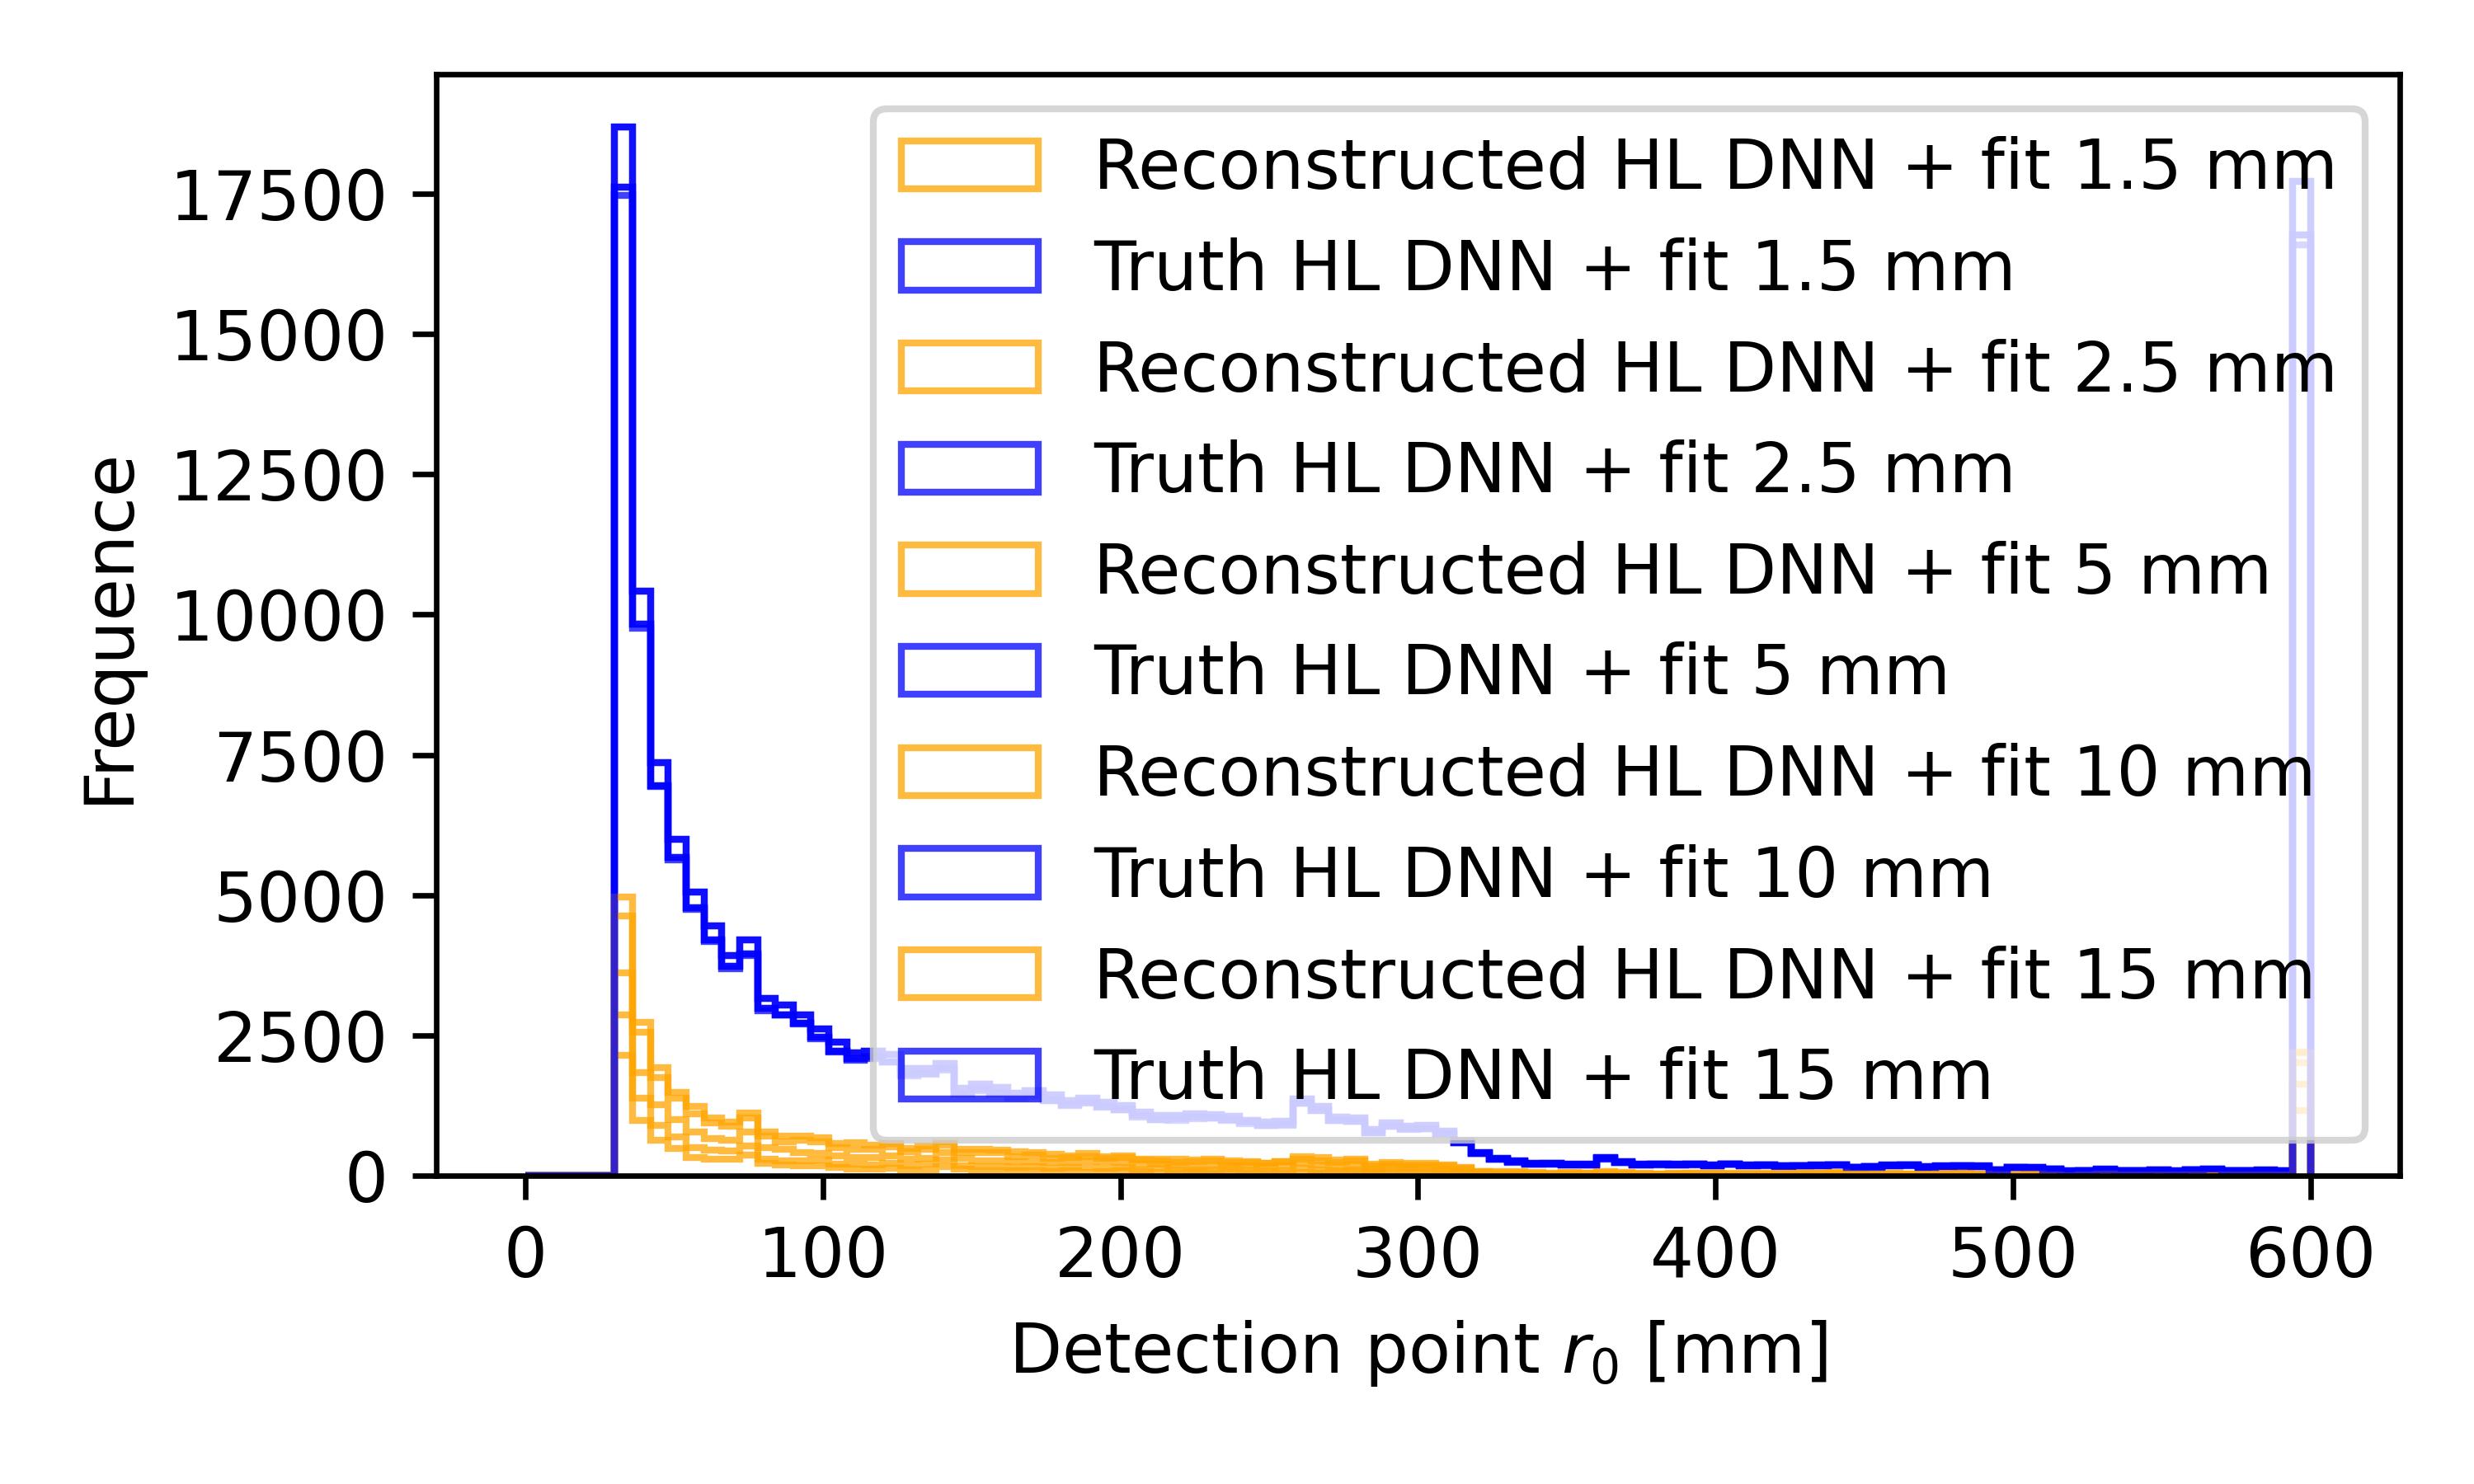 17500
15000
12500
10000
7500
5000
2500
0
Frequence
Reconstructed HL DNN + fit 1.5 mm
Truth HL DNN + fit 1.5 mm
Reconstructed HL DNN + fit 2.5 mm
Truth HL DNN + fit 2.5 mm
Reconstructed HL DNN + fit 5 mm
Truth HL DNN + fit 5 mm
Reconstructed HL DNN + fit 10 mm
Truth HL DNN + fit 10 mm
Reconstructed HL DNN + fit 15 mm
Truth HL DNN + fit 15 mm
0 100 200 300 400 500 600
Detection point r₀ [mm]